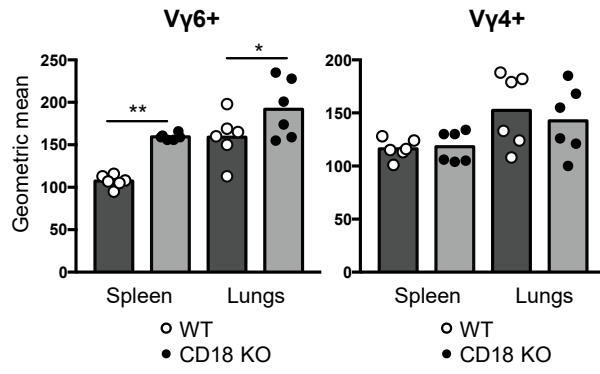 Vγ6+
Vγ4+
Geometric mean
250
200
150
100
50
0
**
*
Spleen
Lungs
WT
CD18 KO
200
150
100
50
0
Spleen
Lungs
WT
CD18 KO